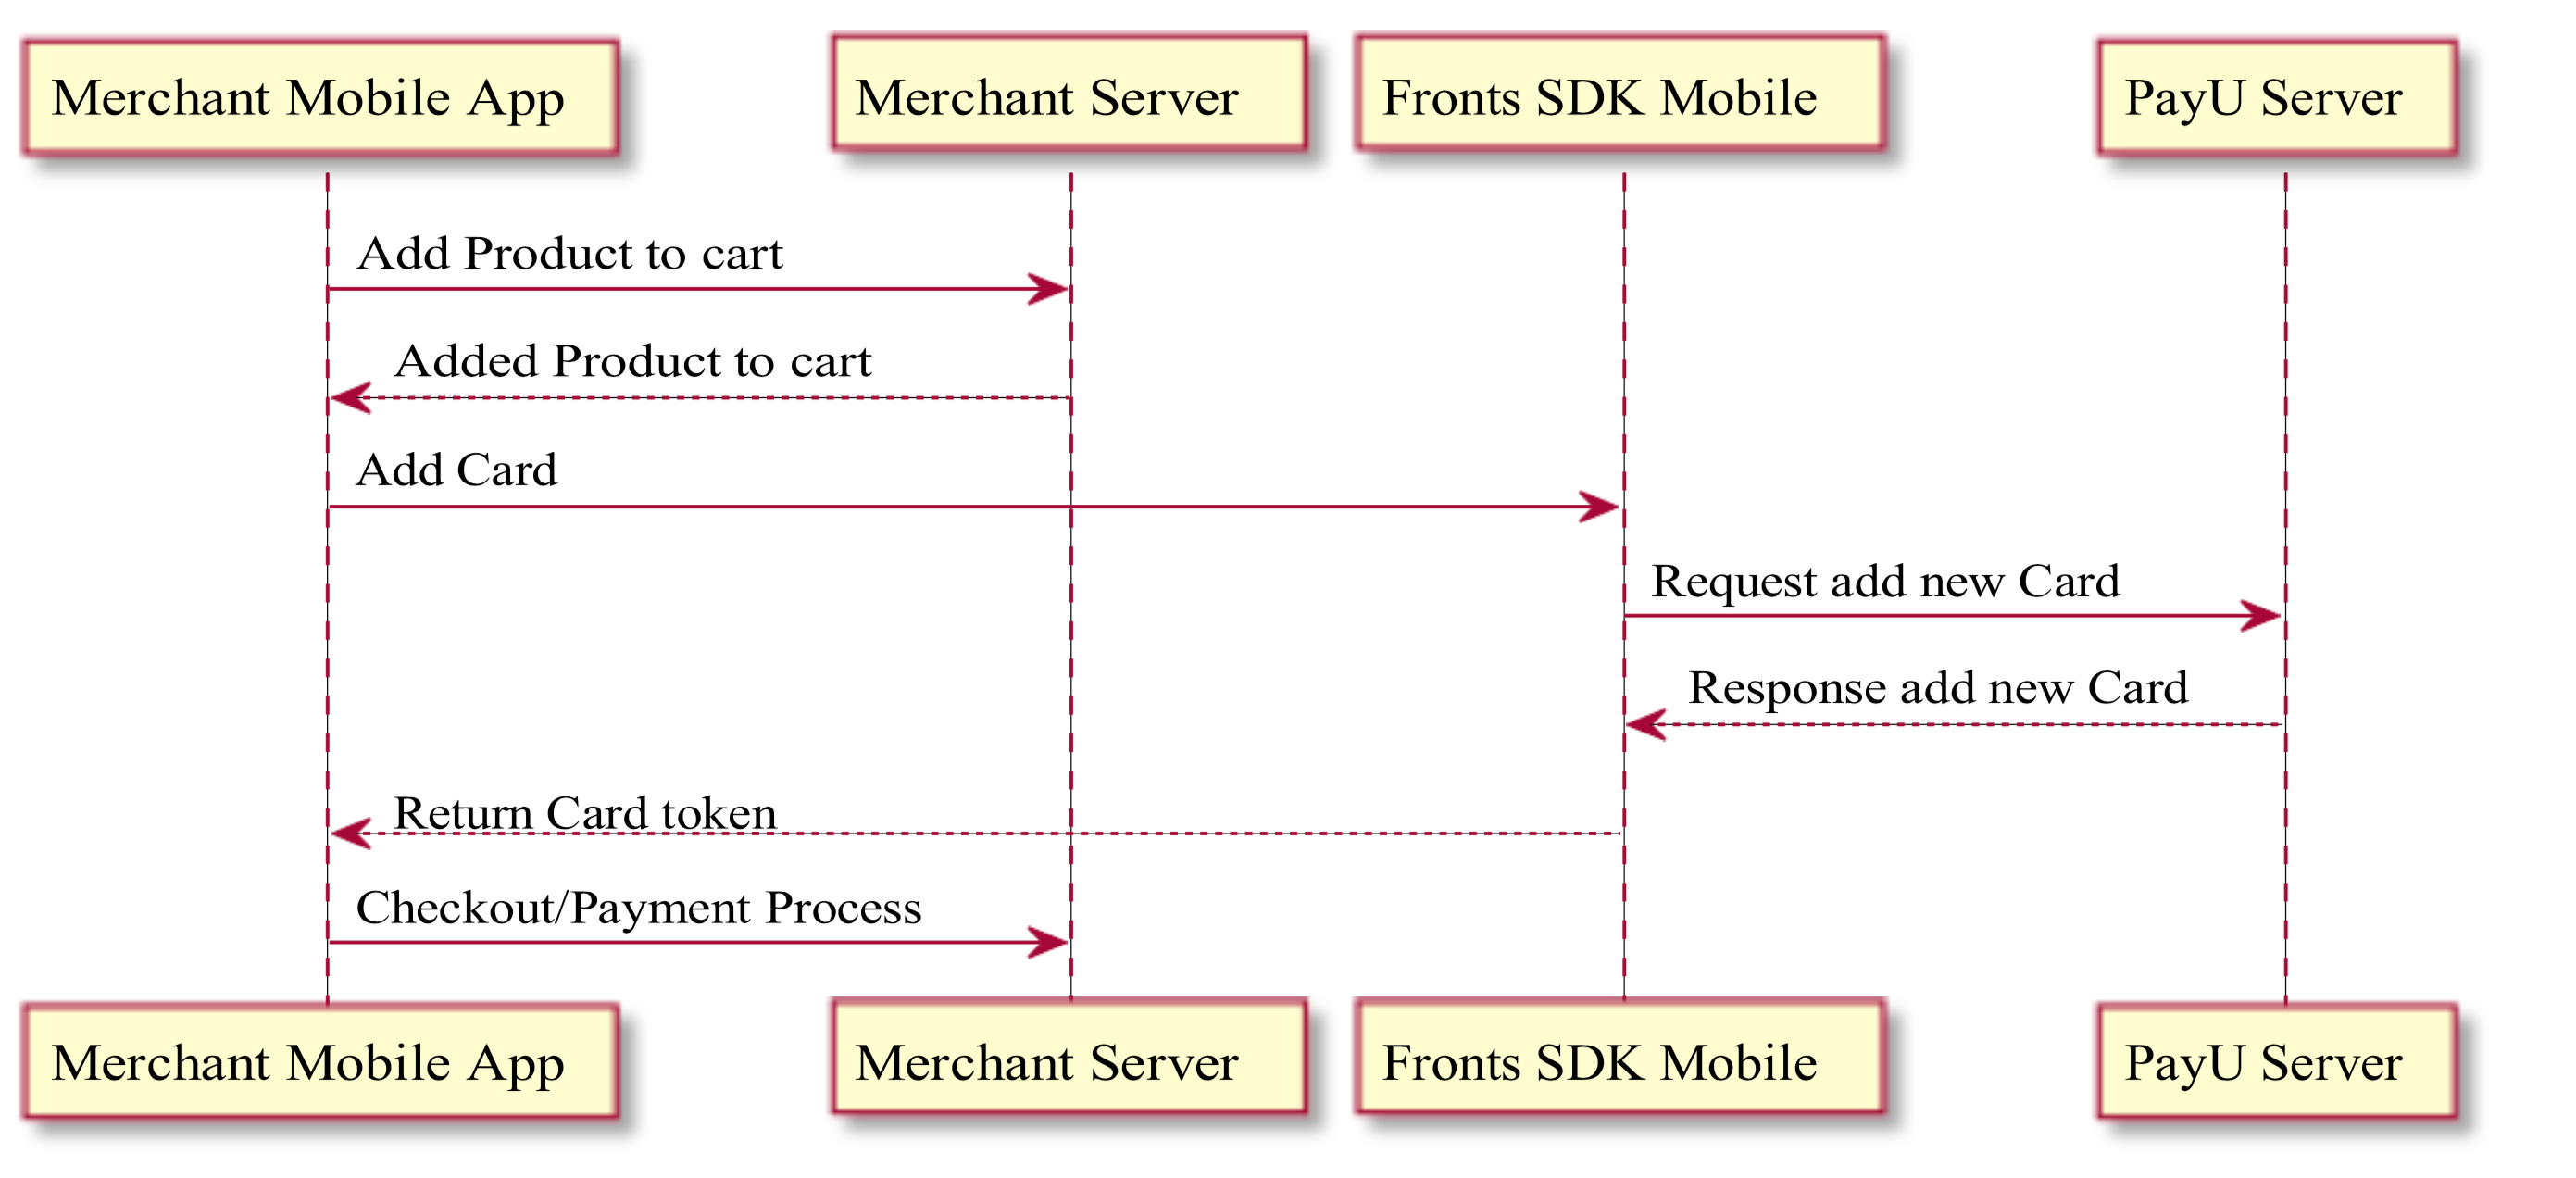 Merchant Mobile App
Merchant Server
Fronts SDK Mobile
PayU Server
Add Product to cart
Added Product to cart
Add Card
Request add new Card
Response add new Card
Return Card token
Checkout/Payment Process
Merchant Mobile App
Merchant Server
Fronts SDK Mobile
PayU Server